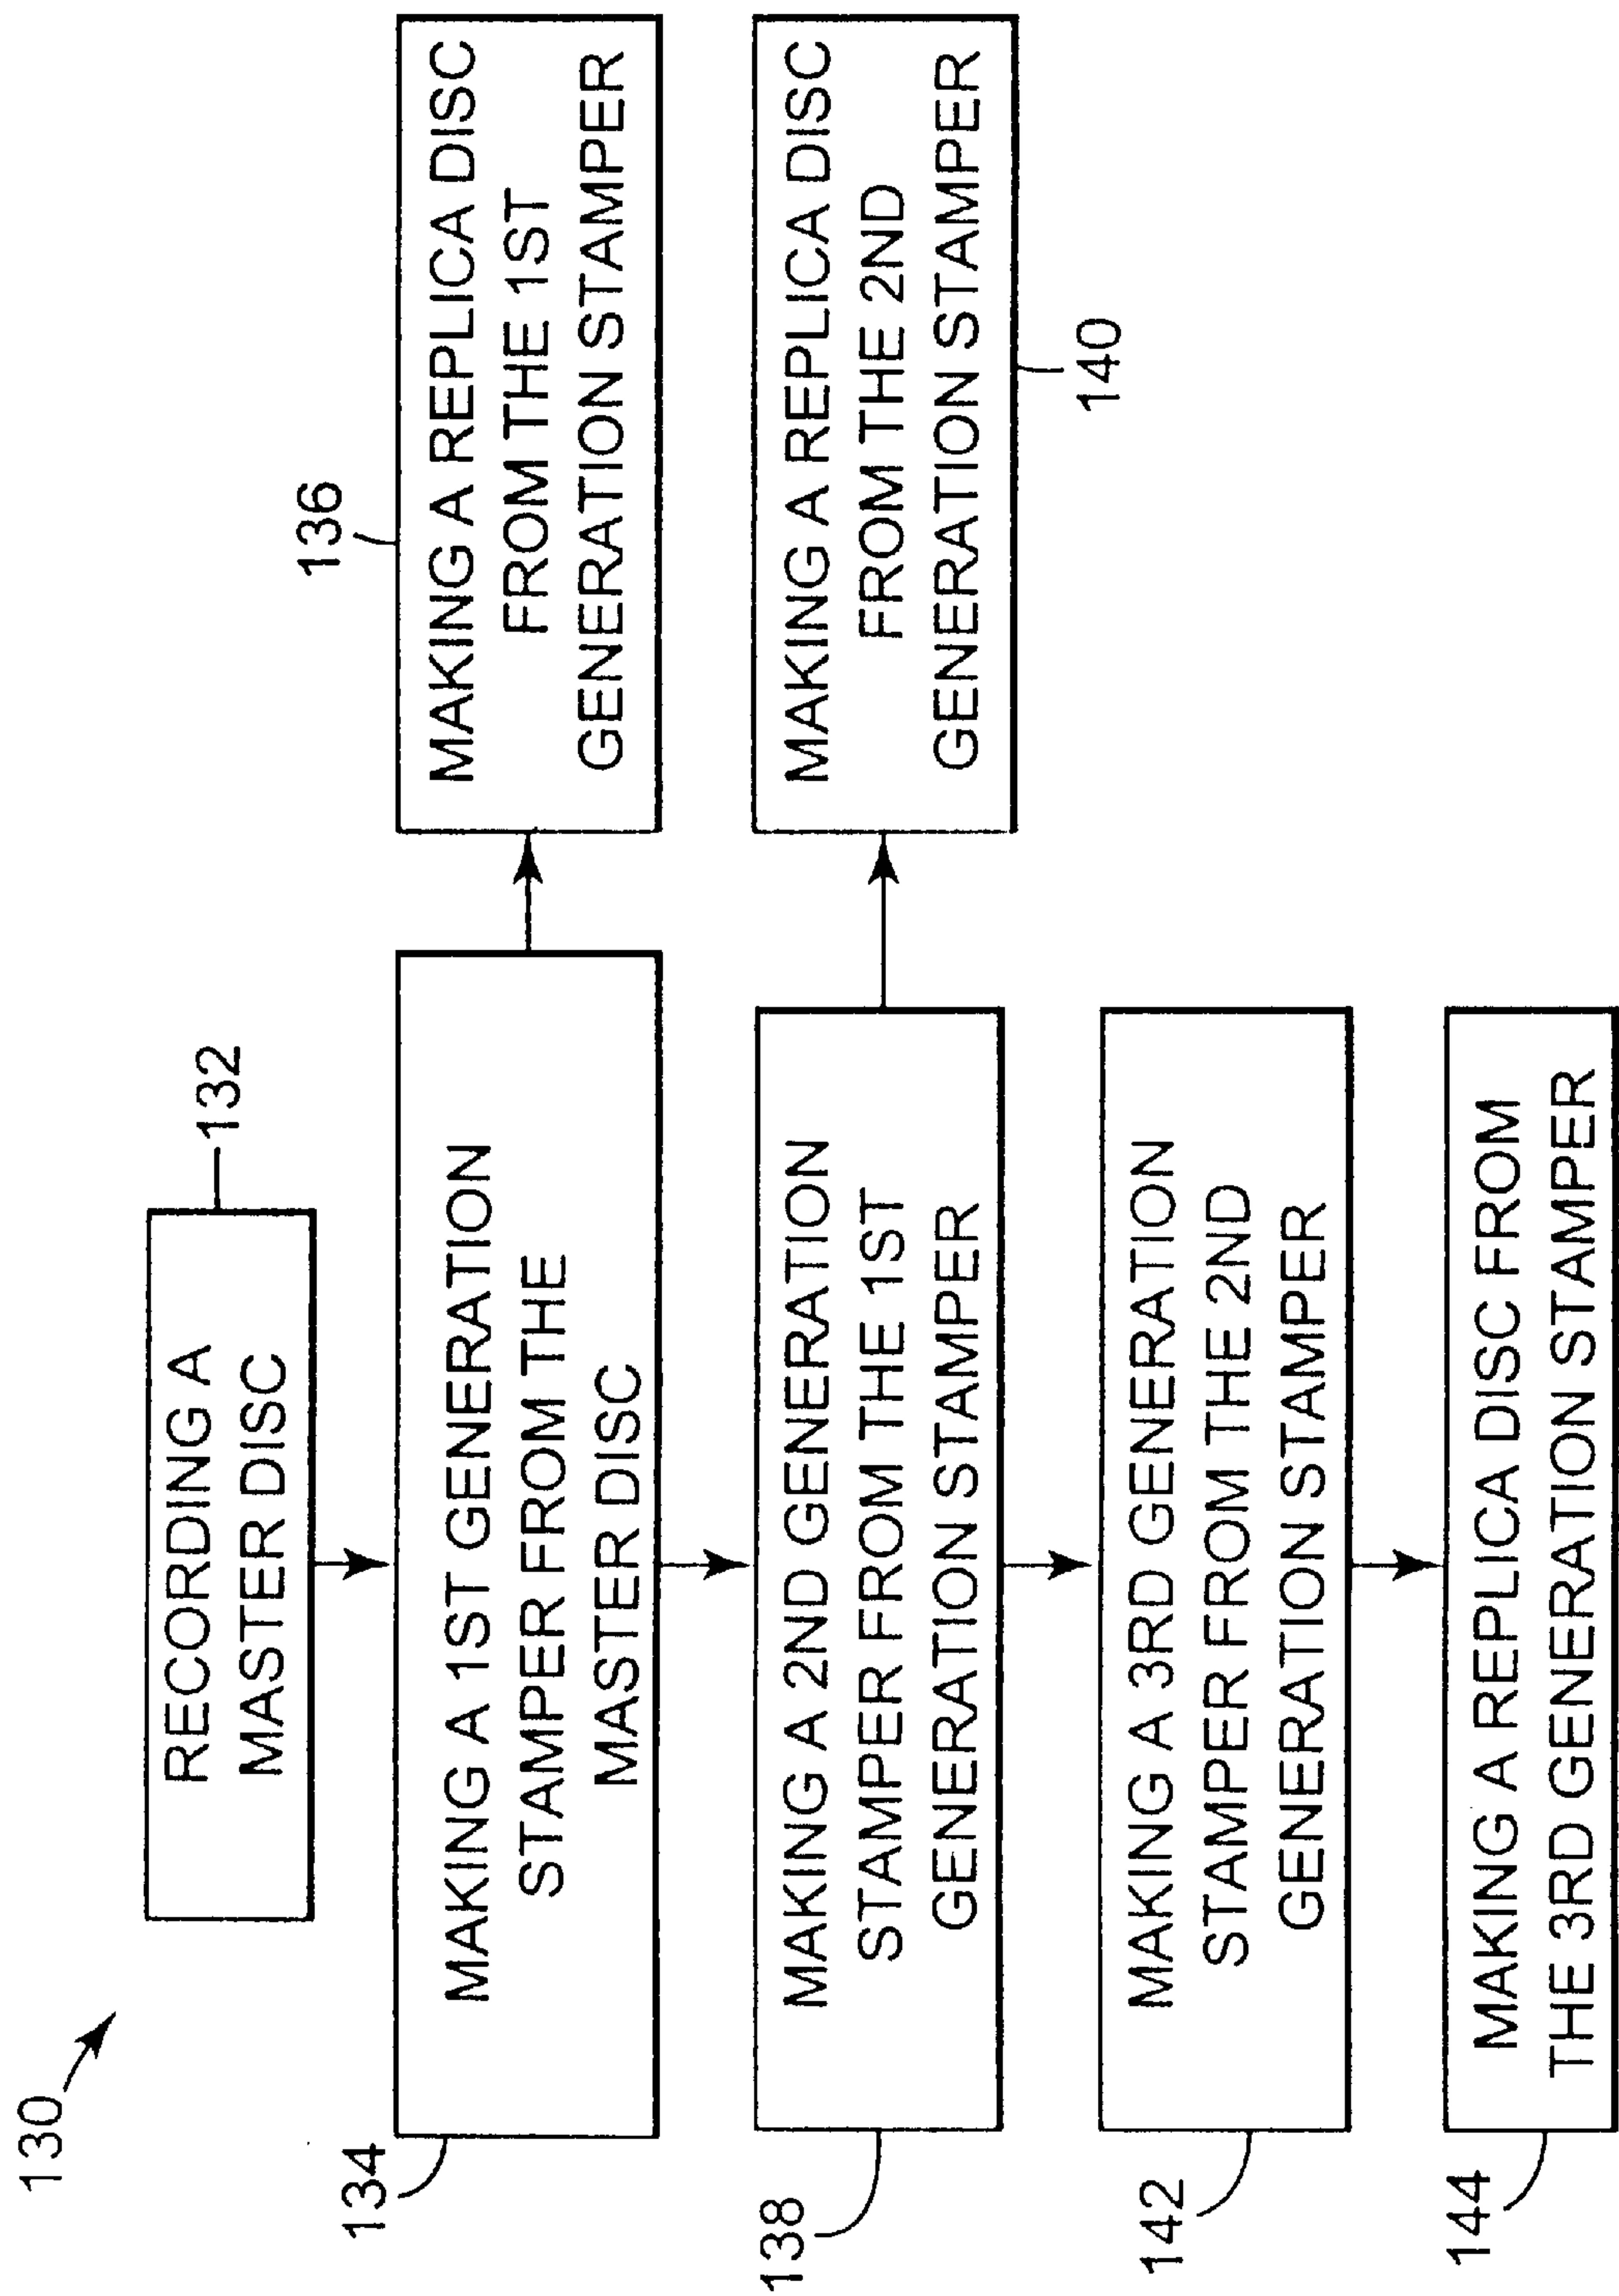 130
RECORDING A
MASTER DISC
132
134
MAKING A 1ST GENERATION
STAMPER FROM THE
MASTER DISC
136
MAKING A REPLICA DISC
FROM THE 1ST
GENERATION STAMPER
138
MAKING A 2ND GENERATION
STAMPER FROM THE 1ST
GENERATION STAMPER
MAKING A REPLICA DISC
FROM THE 2ND
GENERATION STAMPER
140
142
MAKING A 3RD GENERATION
STAMPER FROM THE 2ND
GENERATION STAMPER
144
MAKING A REPLICA DISC FROM
THE 3RD GENERATION STAMPER